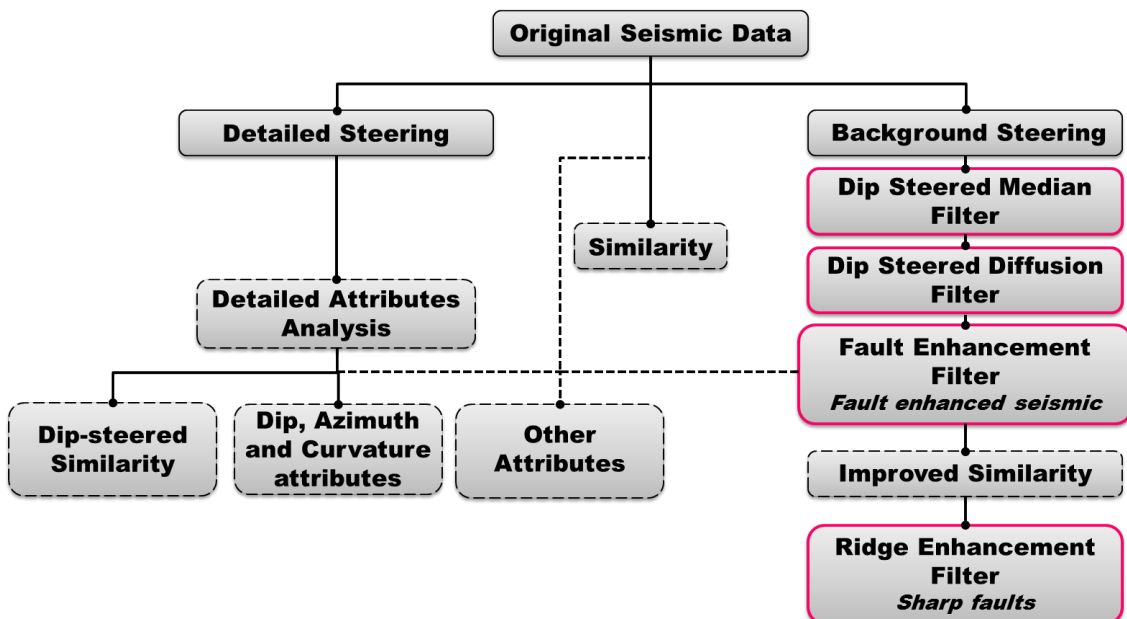 Original Seismic Data
Detailed Steering
Background Steering
Dip Steered Median
Filter
Similarity
Dip Steered Diffusion
Filter
Detailed Attributes
Analysis
Fault Enhancement
Filter
Fault enhanced seismic
Dip-steered
Similarity
Dip, Azimuth
and Curvature
attributes
Other
Attributes
Improved Similarity
Ridge Enhancement
Filter
Sharp faults